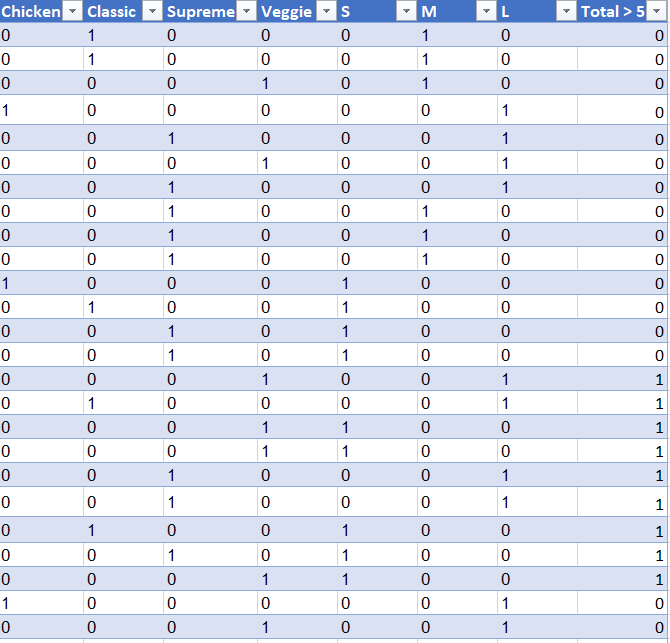 Chicken Classic Supreme Veggie S M L Total > 5
0 1 0 0 0 1 0 0
0 1 0 0 0 1 0 0
0 0 0 1 0 1 0 0
1 0 0 0 0 0 1 0
0 0 1 0 0 0 1 0
0 0 0 1 0 0 1 0
0 0 1 0 0 0 1 0
0 0 1 0 0 1 0 0
0 0 1 0 0 1 0 0
0 0 1 0 0 1 0 0
1 0 0 0 1 0 0 0
0 1 0 0 1 0 0 0
0 0 1 0 1 0 0 0
0 0 1 0 1 0 0 0
0 0 0 1 0 0 1 1
0 1 0 0 0 0 1 1
0 0 0 1 1 0 0 1
0 0 0 1 1 0 0 1
0 0 1 0 0 0 1 1
0 0 1 0 0 0 1 1
0 1 0 0 1 0 0 1
0 0 1 0 1 0 0 1
0 0 0 1 1 0 0 1
1 0 0 0 0 0 1 0
0 0 0 1 0 0 1 0